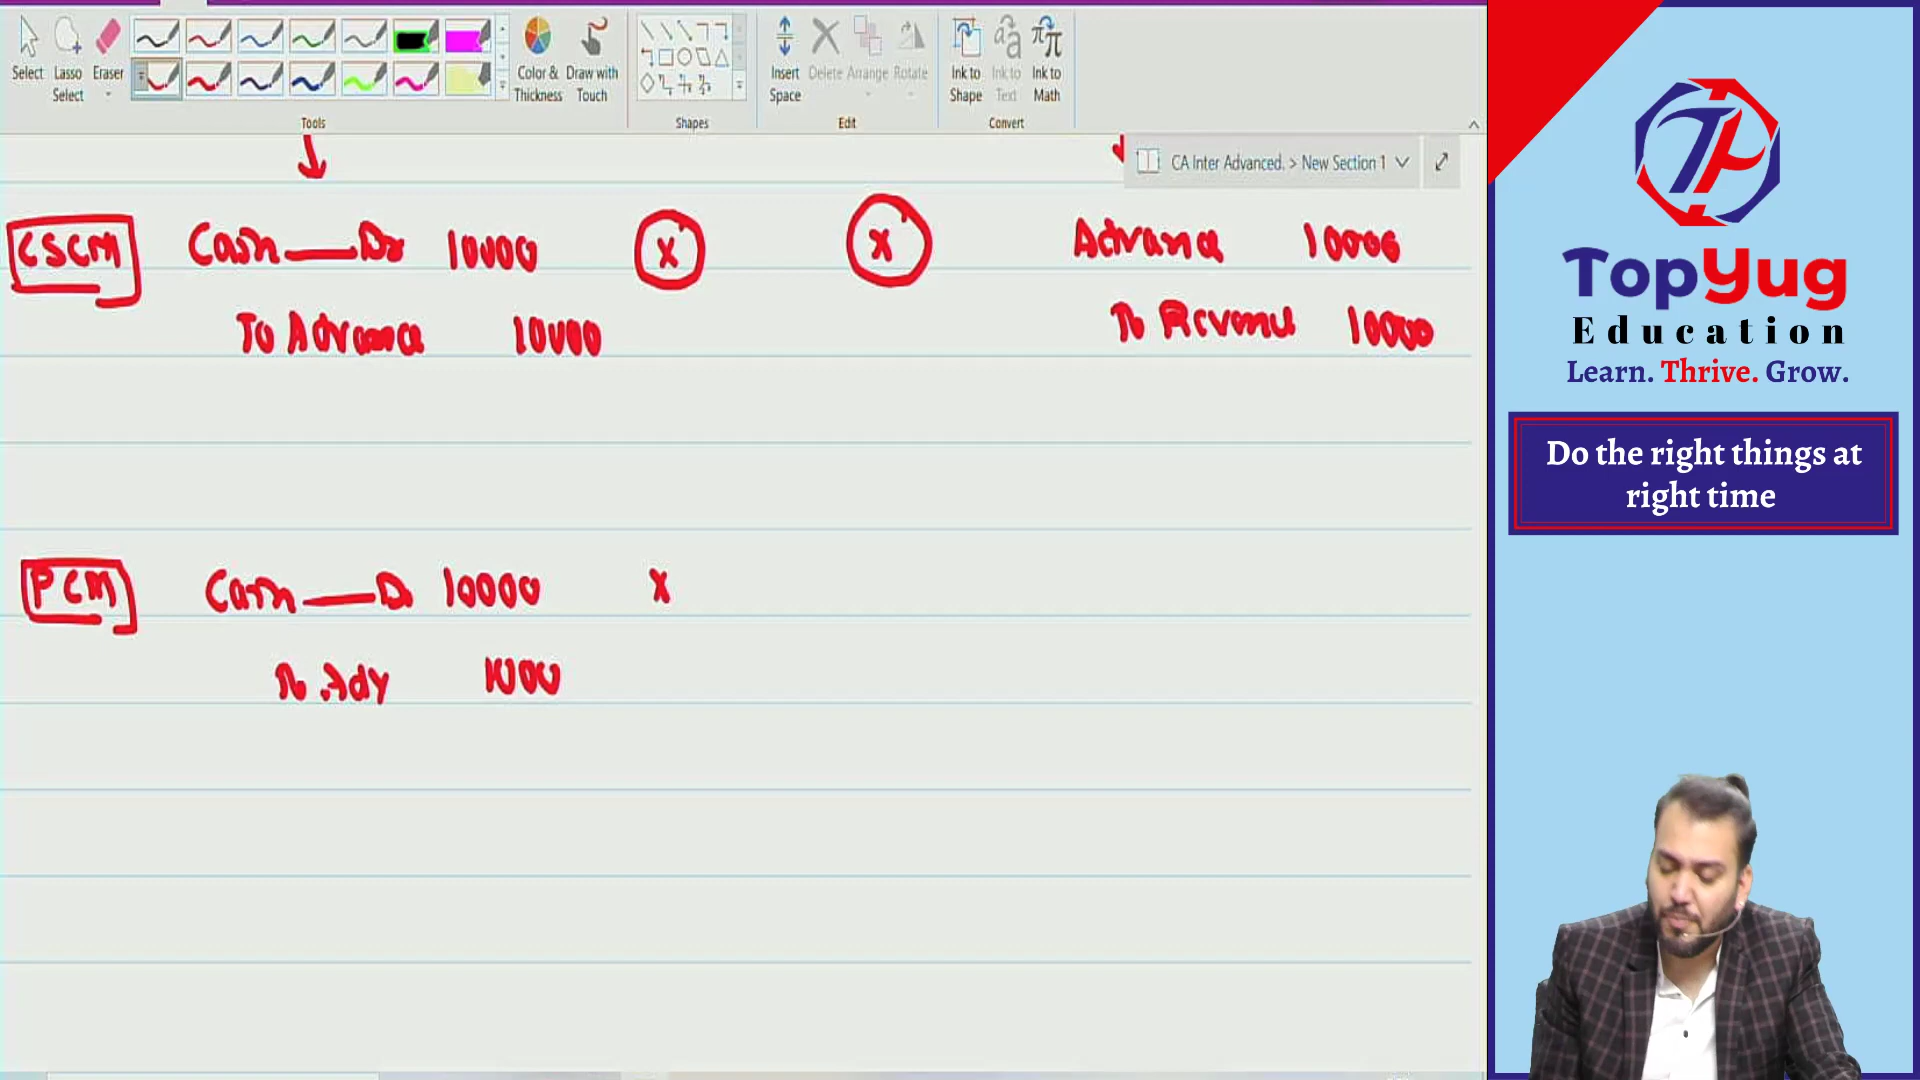 Select
Lasso Select
Eraser
Color & Thickness
Draw with Touch
Insert Space
Delete
Arrange
Rotate
Ink to Shape
Ink to Text
Ink to Math
Tools
Shapes
Edit
Convert
CA Inter Advanced. > New Section 1
CSCM Cash — Dr 10000 x x Advance 10000
To Advance 10000 To Revenue 10000
PCM Cash — D 10000 x
To Adv 1000
TopYug
Education
Learn. Thrive. Grow.
Do the right things at
right time